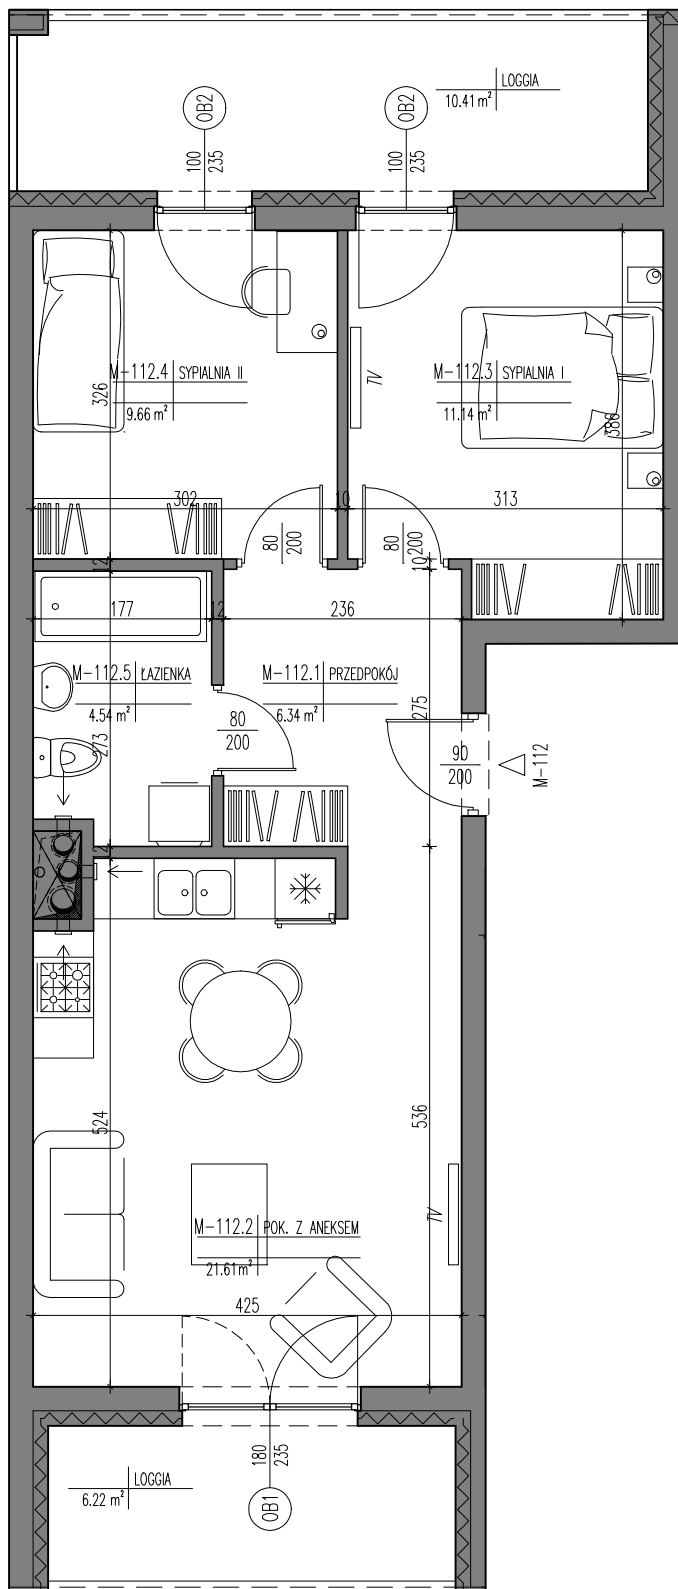 LOGGIA
10.41 m²
OB2
OB2
100
235
100
235
M-112.4 SYPIALNIA II
9.66 m²
326
TV
M-112.3 SYPIALNIA I
11.14 m²
386
302
10
313
80
200
80
200
12
10
177
12
236
M-112.5 ŁAZIENKA
4.54 m²
273
M-112.1 PRZEDPOKÓJ
6.34 m²
275
80
200
90
200
M-112
12
524
536
TV
M-112.2 POK. Z ANEKSEM
21.61 m²
425
180
235
LOGGIA
6.22 m²
OB1